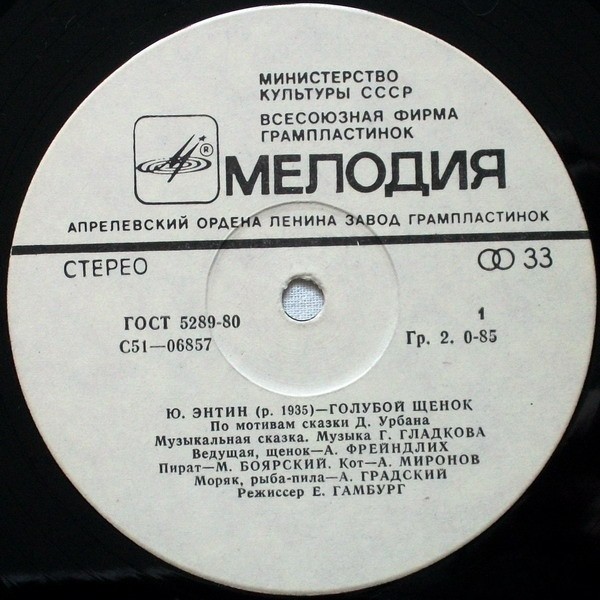 МИНИСТЕРСТВО
КУЛЬТУРЫ СССР
ВСЕСОЮЗНАЯ ФИРМА
ГРАМПЛАСТИНОК
®
МЕЛОДИЯ
АПРЕЛЕВСКИЙ ОРДЕНА ЛЕНИНА ЗАВОД ГРАМПЛАСТИНОК
СТЕРЕО
33
ГОСТ 5289-80
1
С51—06857
Гр. 2. 0-85
Ю. ЭНТИН (р. 1935)—ГОЛУБОЙ ЩЕНОК
По мотивам сказки Д. Урбана
Музыкальная сказка. Музыка Г. ГЛАДКОВА
Ведущая, щенок—А. ФРЕЙНДЛИХ
Пират—М. БОЯРСКИЙ. Кот—А. МИРОНОВ
Моряк, рыба-пила—А. ГРАДСКИЙ
Режиссер Е. ГАМБУРГ